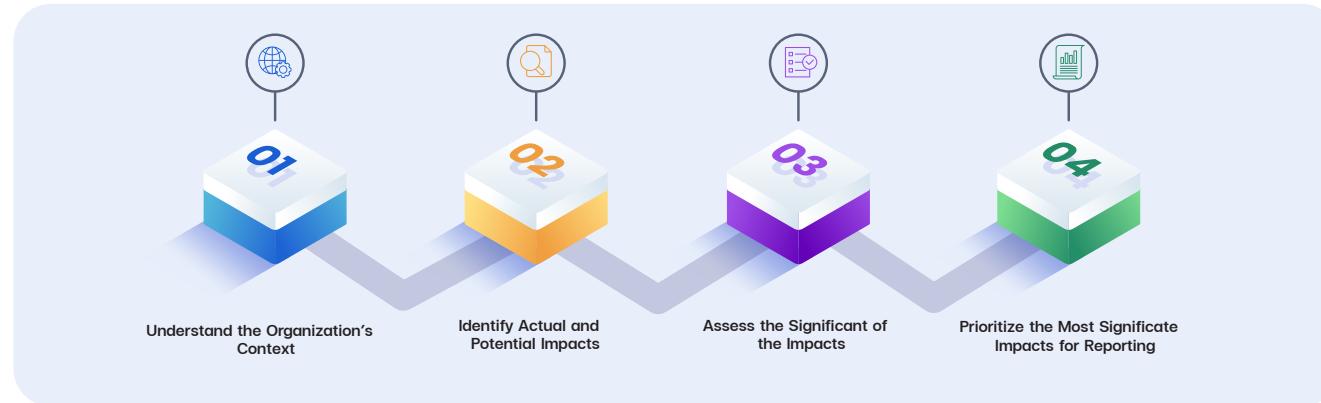 01
02
03
04
Understand the Organization's
Context
Identify Actual and
Potential Impacts
Assess the Significant of
the Impacts
Prioritize the Most Significate
Impacts for Reporting